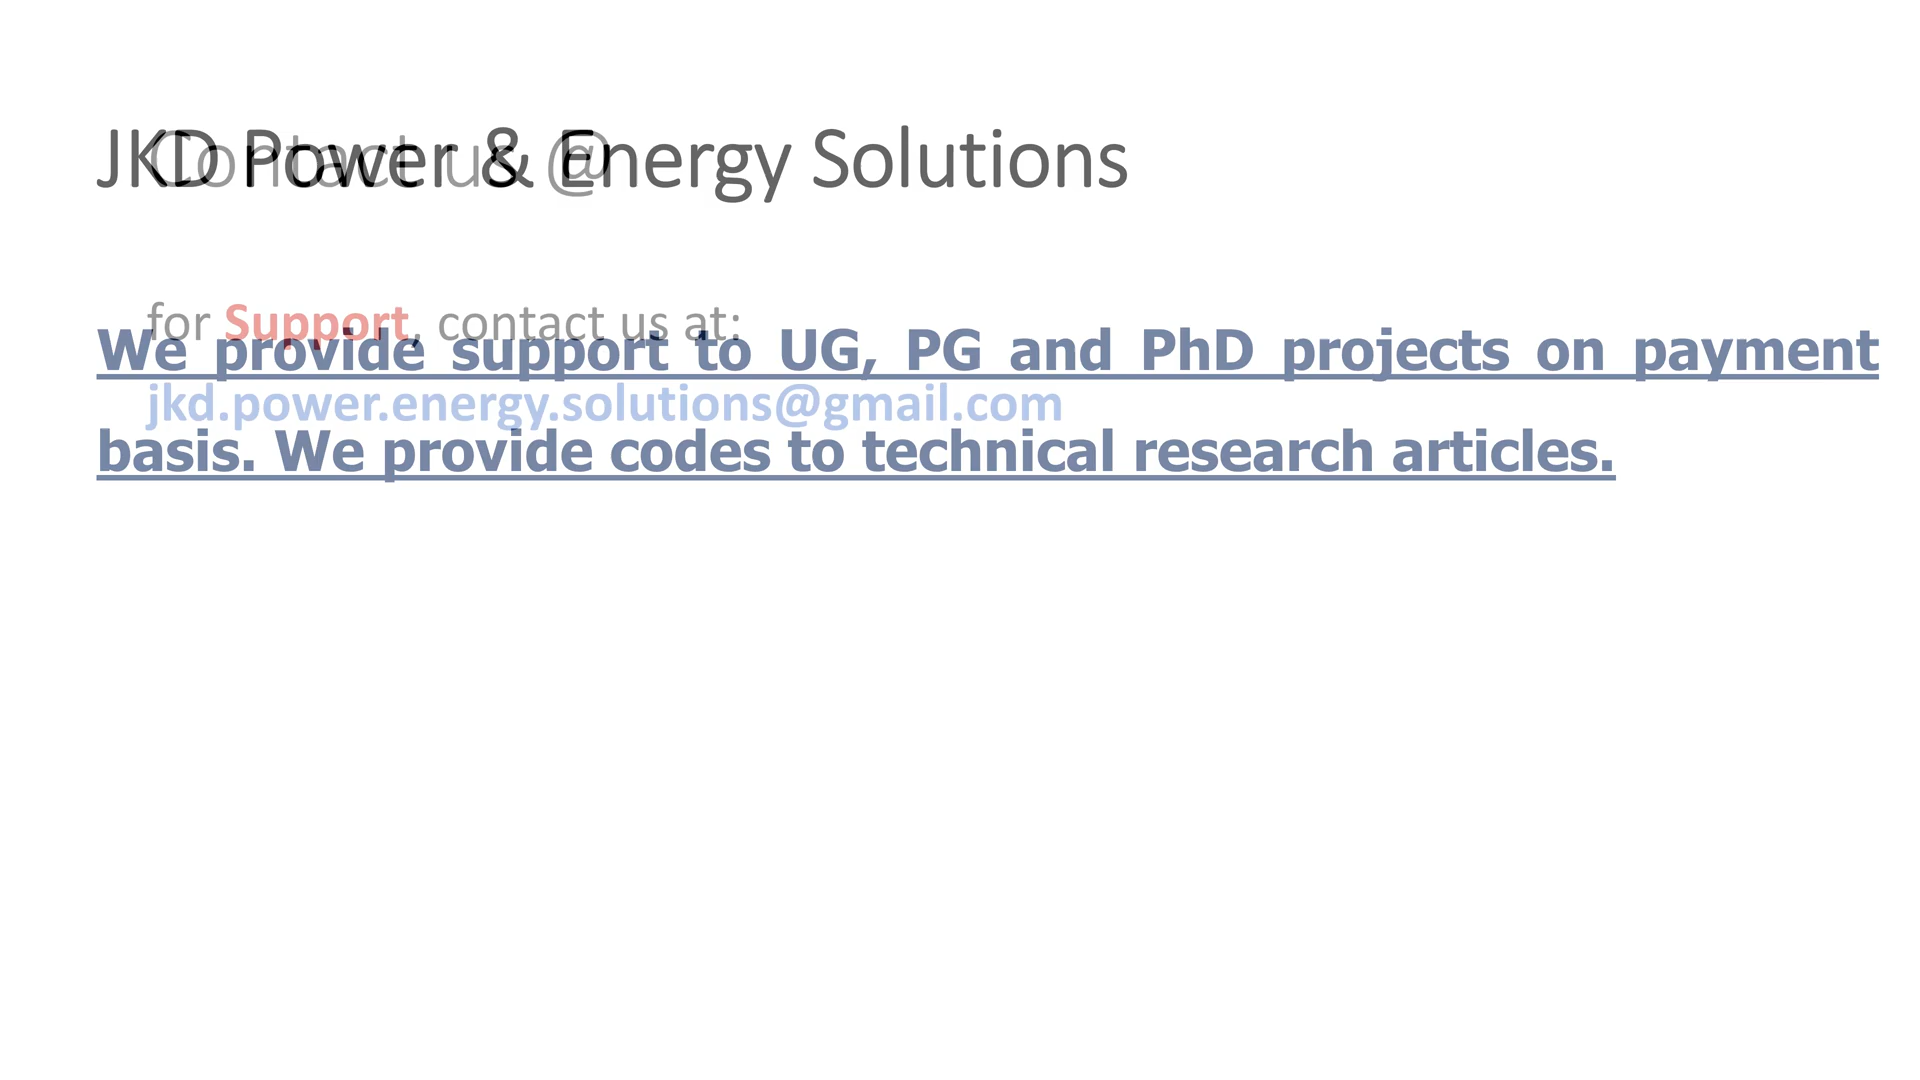 JKD Power & Energy Solutions
Contact us @
for Support, contact us at:
We provide support to UG, PG and PhD projects on payment
jkd.power.energy.solutions@gmail.com
basis. We provide codes to technical research articles.